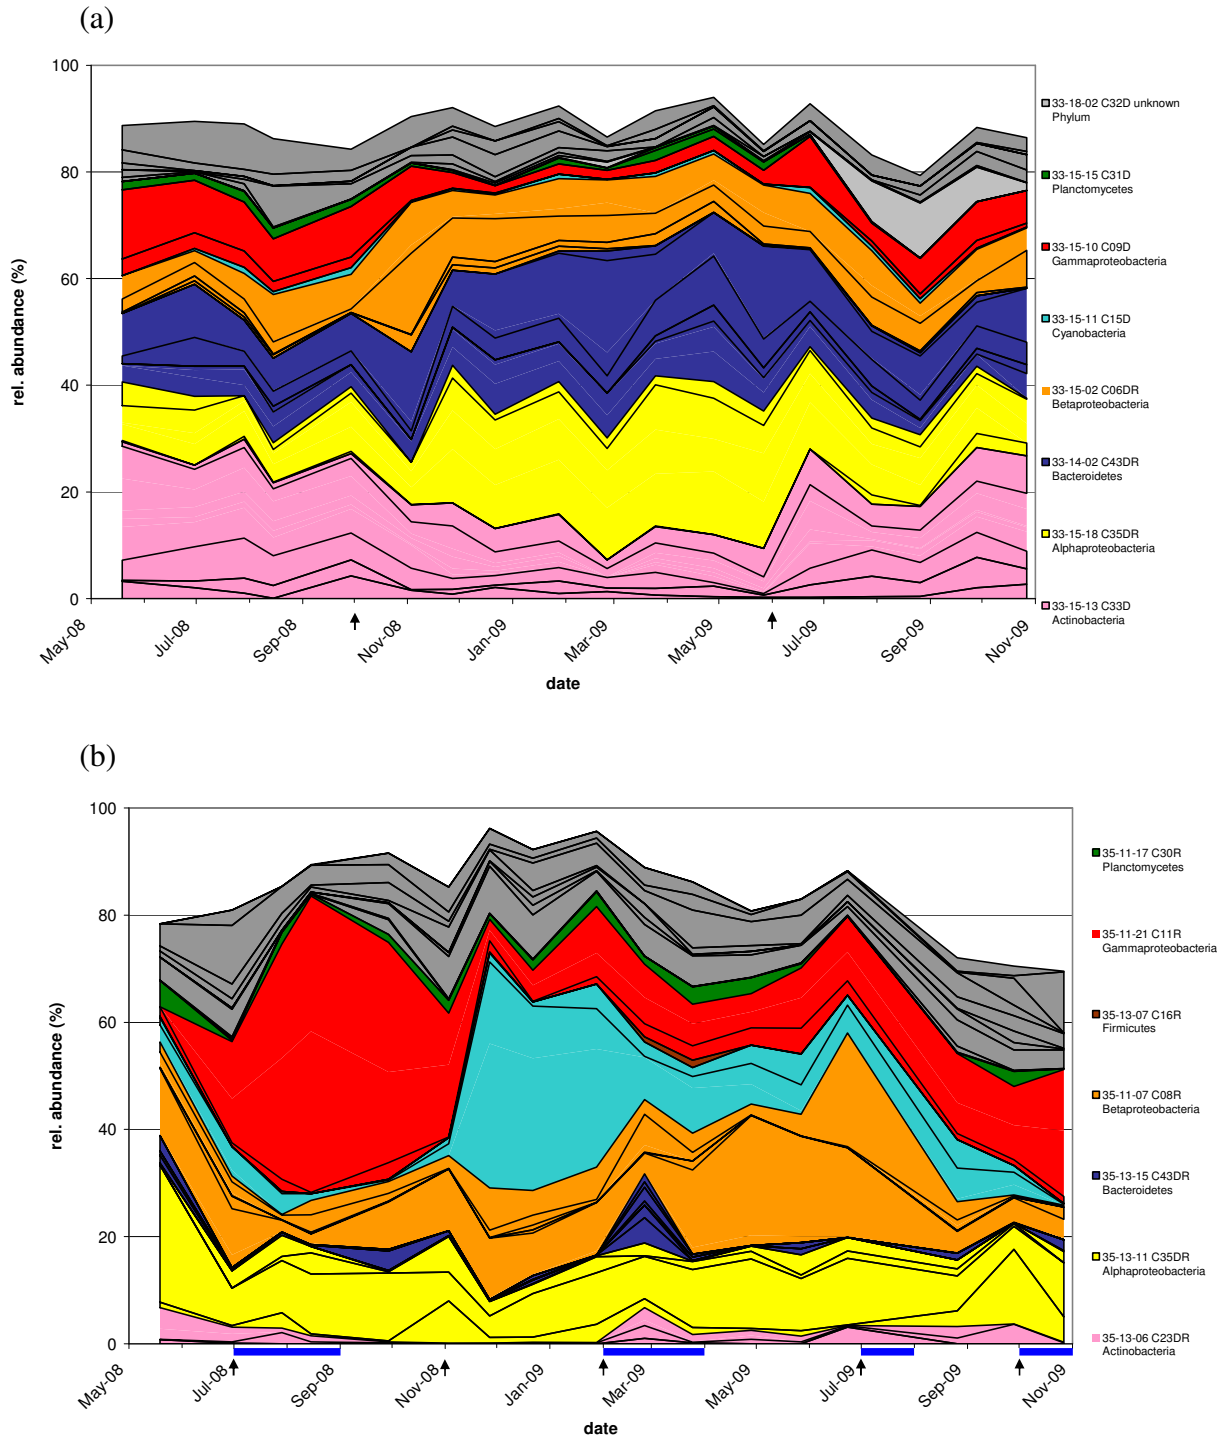 (a)
100
80
60
40
20
0
rel. abundance (%)
May-08
Jul-08
Sep-08
Nov-08
Jan-09
Mar-09
May-09
Jul-09
Sep-09
Nov-09
date
33-18-02 C32D unknown
Phylum
33-15-15 C31D
Planctomycetes
33-15-10 C09D
Gammaproteobacteria
33-15-11 C15D
Cyanobacteria
33-15-02 C06DR
Betaproteobacteria
33-14-02 C43DR
Bacteroidetes
33-15-18 C35DR
Alphaproteobacteria
33-15-13 C33D
Actinobacteria
(b)
100
80
60
40
20
0
rel. abundance (%)
May-08
Jul-08
Sep-08
Nov-08
Jan-09
Mar-09
May-09
Jul-09
Sep-09
Nov-09
date
35-11-17 C30R
Planctomycetes
35-11-21 C11R
Gammaproteobacteria
35-13-07 C16R
Firmicutes
35-11-07 C08R
Betaproteobacteria
35-13-15 C43DR
Bacteroidetes
35-13-11 C35DR
Alphaproteobacteria
35-13-06 C23DR
Actinobacteria